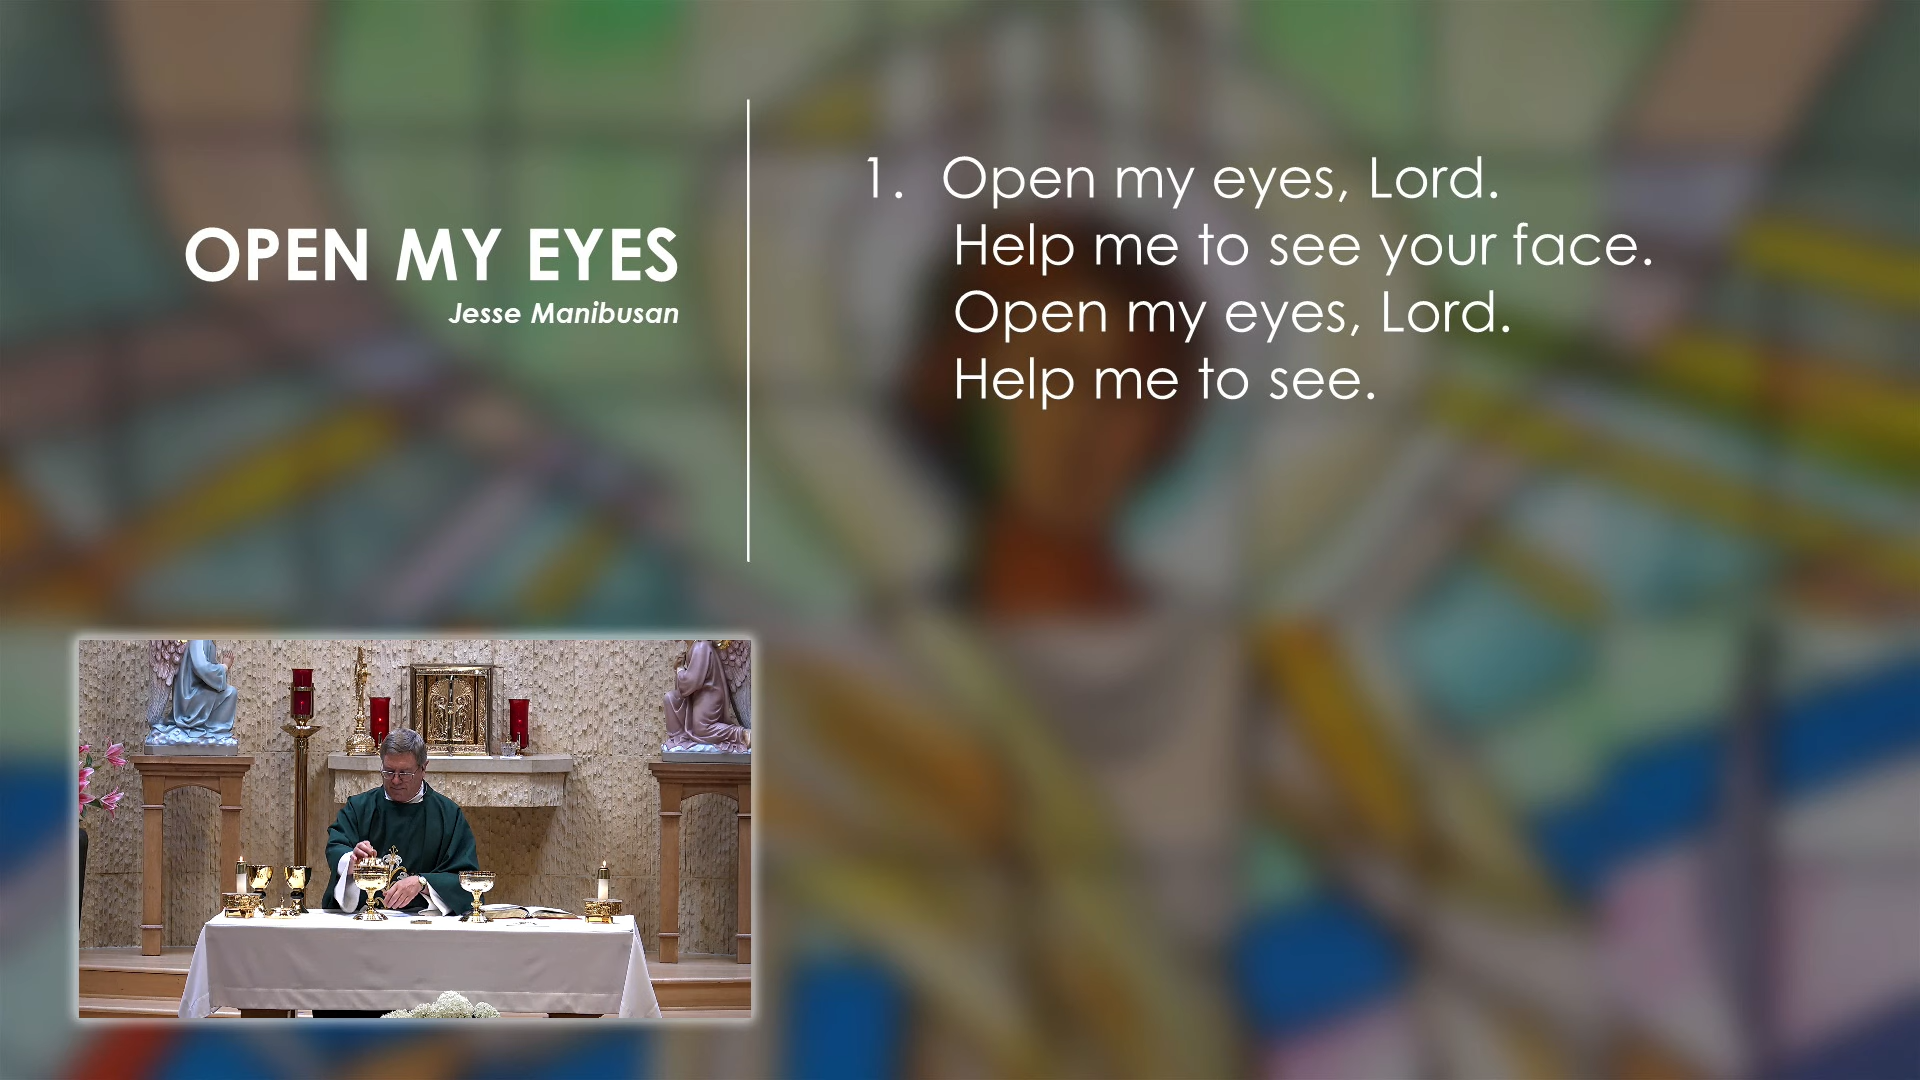 OPEN MY EYES
Jesse Manibusan
1. Open my eyes, Lord.
Help me to see your face.
Open my eyes, Lord.
Help me to see.